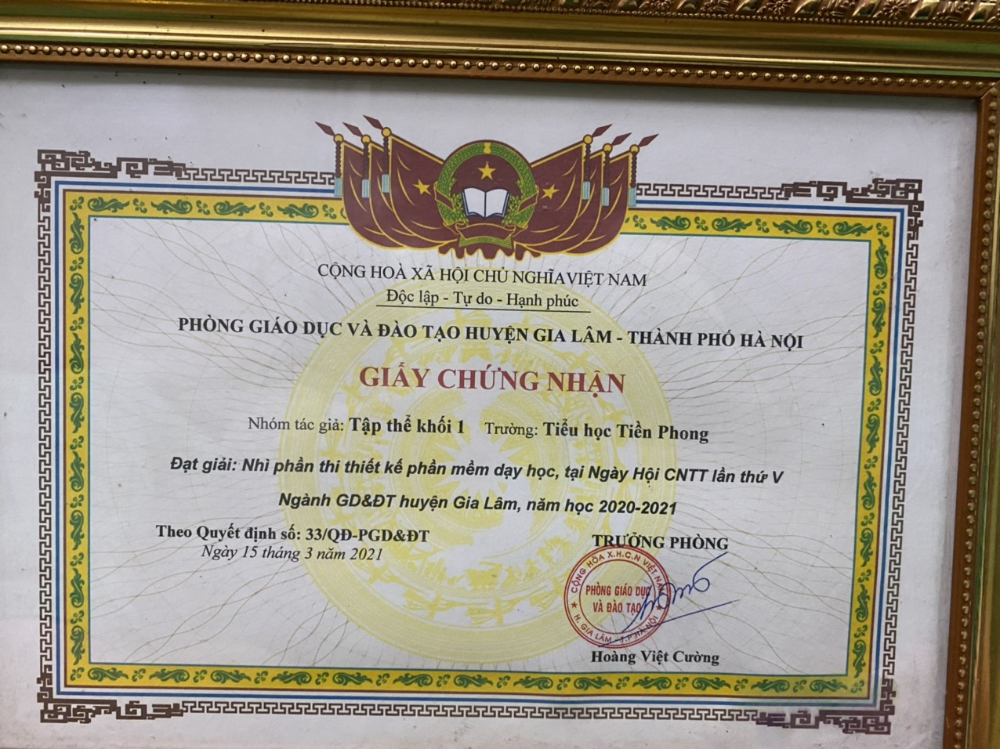 CỘNG HOÀ XÃ HỘI CHỦ NGHĨA VIỆT NAM
Độc lập - Tự do - Hạnh phúc
PHÒNG GIÁO DỤC VÀ ĐÀO TẠO HUYỆN GIA LÂM - THÀNH PHỐ HÀ NỘI
GIẤY CHỨNG NHẬN
Nhóm tác giả: Tập thể khối 1 Trường: Tiểu học Tiền Phong
Đạt giải: Nhì phần thi thiết kế phần mềm dạy học, tại Ngày Hội CNTT lần thứ V
Ngành GD&ĐT huyện Gia Lâm, năm học 2020-2021
Theo Quyết định số: 33/QĐ-PGD&ĐT
Ngày 15 tháng 3 năm 2021
TRƯỞNG PHÒNG
CỘNG HÒA X.H.C.N VIỆT NAM
PHÒNG GIÁO DỤC
VÀ ĐÀO TẠO
H. GIA LÂM - T.P HÀ NỘI
Hoàng Việt Cường